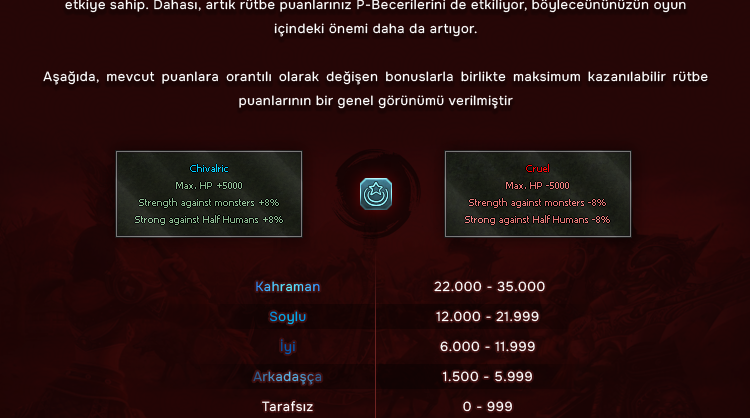 etkiye sahip. Dahası, artık rütbe puanlarınız P-Becerilerini de etkiliyor, böyleceününüzün oyun
içindeki önemi daha da artıyor.
Aşağıda, mevcut puanlara orantılı olarak değişen bonuslarla birlikte maksimum kazanılabilir rütbe
puanlarının bir genel görünümü verilmiştir
Chivalric
Max. HP +5000
Strength against monsters +8%
Strong against Half Humans +8%
Cruel
Max. HP -5000
Strength against monsters -8%
Strong against Half Humans -8%
Kahraman 22.000 - 35.000
Soylu 12.000 - 21.999
İyi 6.000 - 11.999
Arkadaşça 1.500 - 5.999
Tarafsız 0 - 999